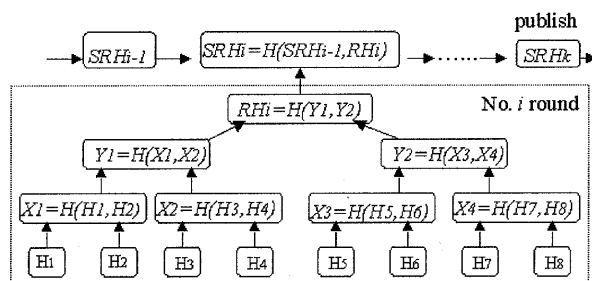 publish
SRHi-1 SRHi=H(SRHi-1,RHi) ...... SRHk
No. i round
RHi=H(Y1,Y2)
Y1=H(X1,X2) Y2=H(X3,X4)
X1=H(H1,H2) X2=H(H3,H4) X3=H(H5,H6) X4=H(H7,H8)
H1 H2 H3 H4 H5 H6 H7 H8